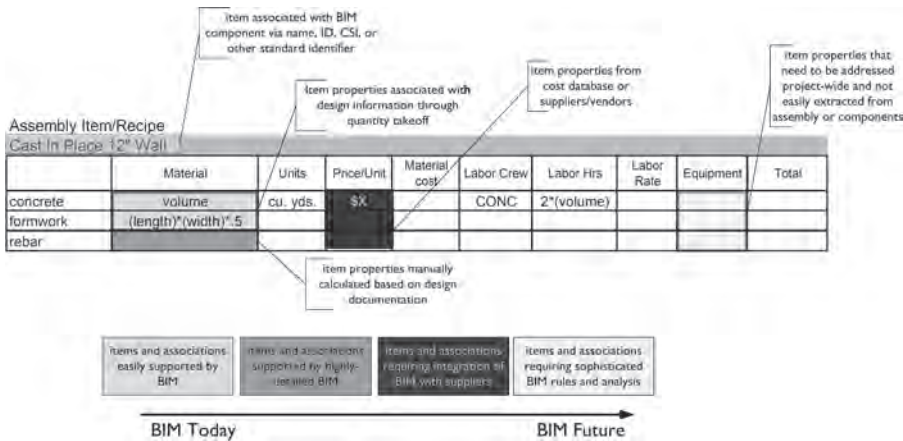 item associated with BIM
component via name, ID, CSI, or
other standard identifier
item properties associated with
design information through
quantity takeoff
item properties from
cost database or
suppliers/vendors
item properties that
need to be addressed
project-wide and not
easily extracted from
assembly or components
Assembly Item/Recipe
Cast In Place 12" Wall
Material Units Price/Unit Material cost Labor Crew Labor Hrs Labor Rate Equipment Total
concrete volume cu. yds. $X CONC 2*(volume)
formwork (length)*(width)*.5
rebar
item properties manually
calculated based on design
documentation
items and associations
easily supported by
BIM
items and associations
supported by highly-
detailed BIM
items and associations
requiring integration of
BIM with suppliers
items and associations
requiring sophisticated
BIM rules and analysis
BIM Today BIM Future